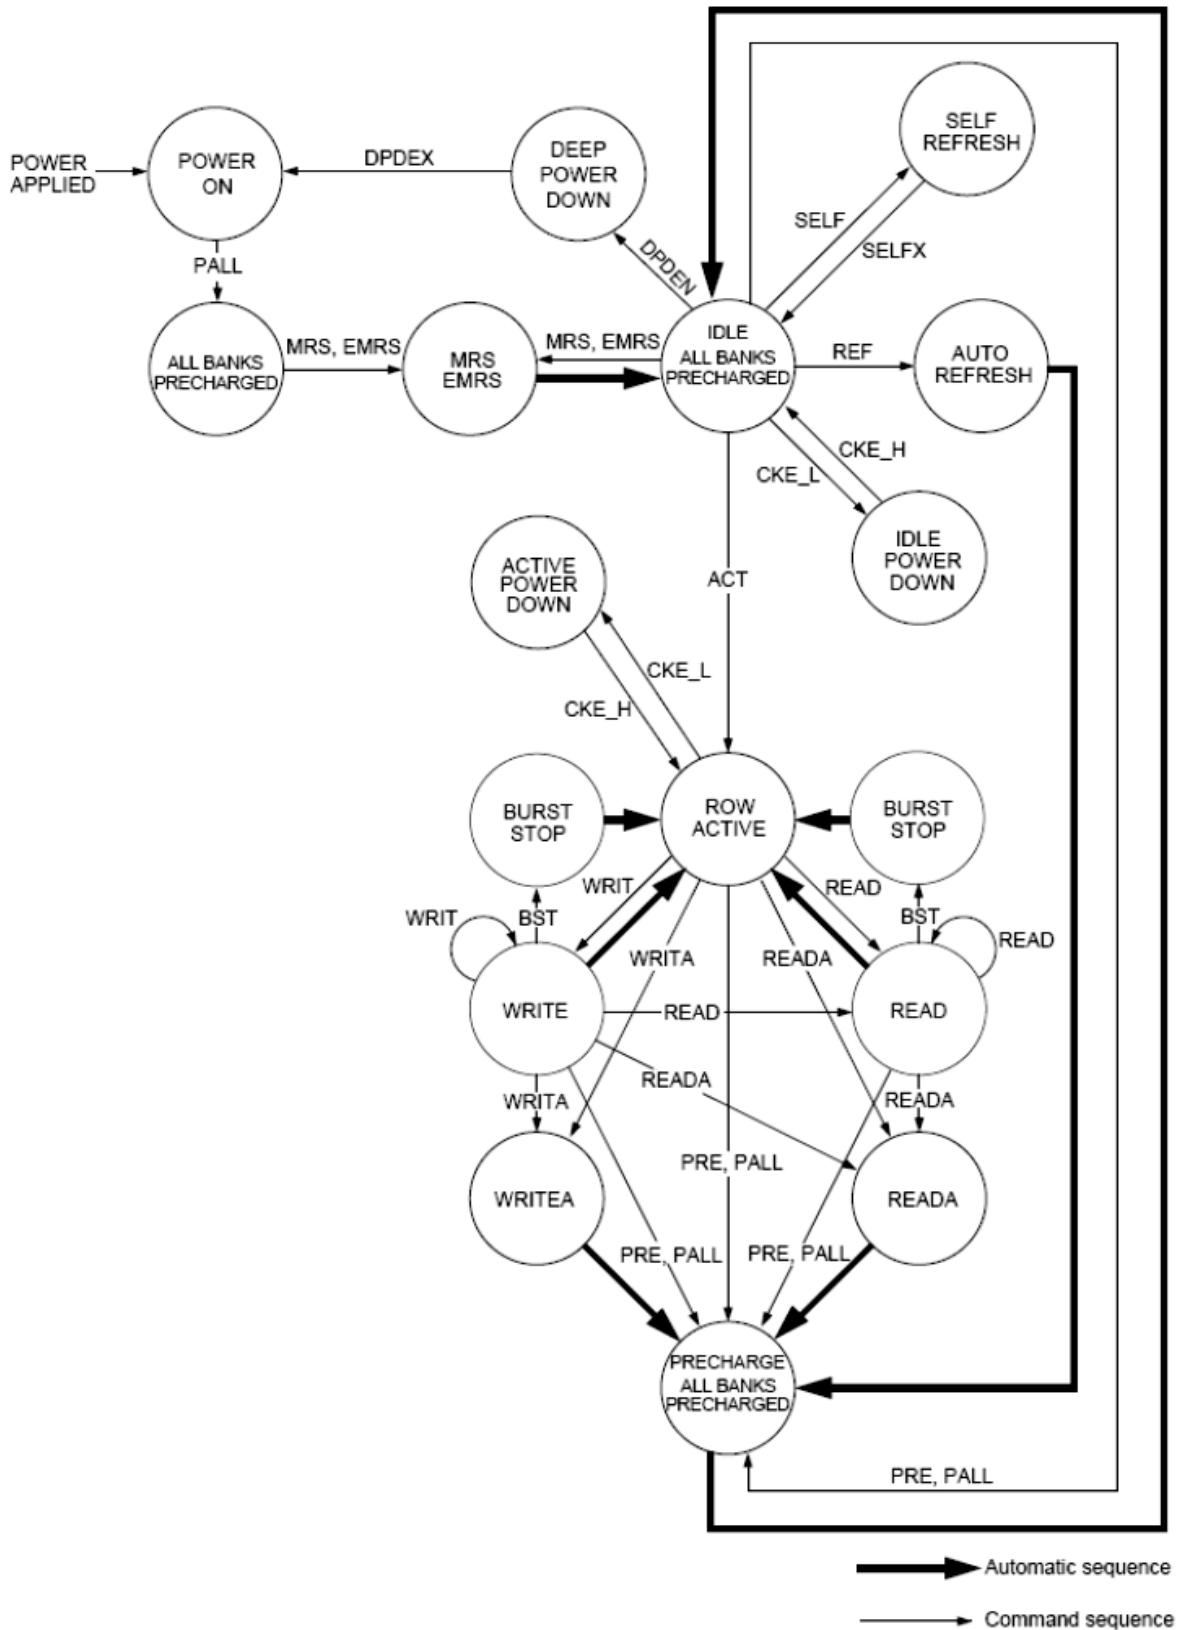 SELF
REFRESH
POWER
APPLIED
POWER
ON
DPDEX
DEEP
POWER
DOWN
SELF
SELFX
DPDEN
PALL
ALL BANKS
PRECHARGED
MRS, EMRS
MRS
EMRS
MRS, EMRS
IDLE
ALL BANKS
PRECHARGED
REF
AUTO
REFRESH
CKE_H
CKE_L
IDLE
POWER
DOWN
ACTIVE
POWER
DOWN
ACT
CKE_L
CKE_H
BURST
STOP
ROW
ACTIVE
BURST
STOP
WRIT
READ
WRIT
BST
BST
READ
WRITA
READA
WRITE
READ
READ
READA
WRITA
READA
PRE, PALL
WRITEA
READA
PRE, PALL
PRE, PALL
PRECHARGE
ALL BANKS
PRECHARGED
PRE, PALL
Automatic sequence
Command sequence